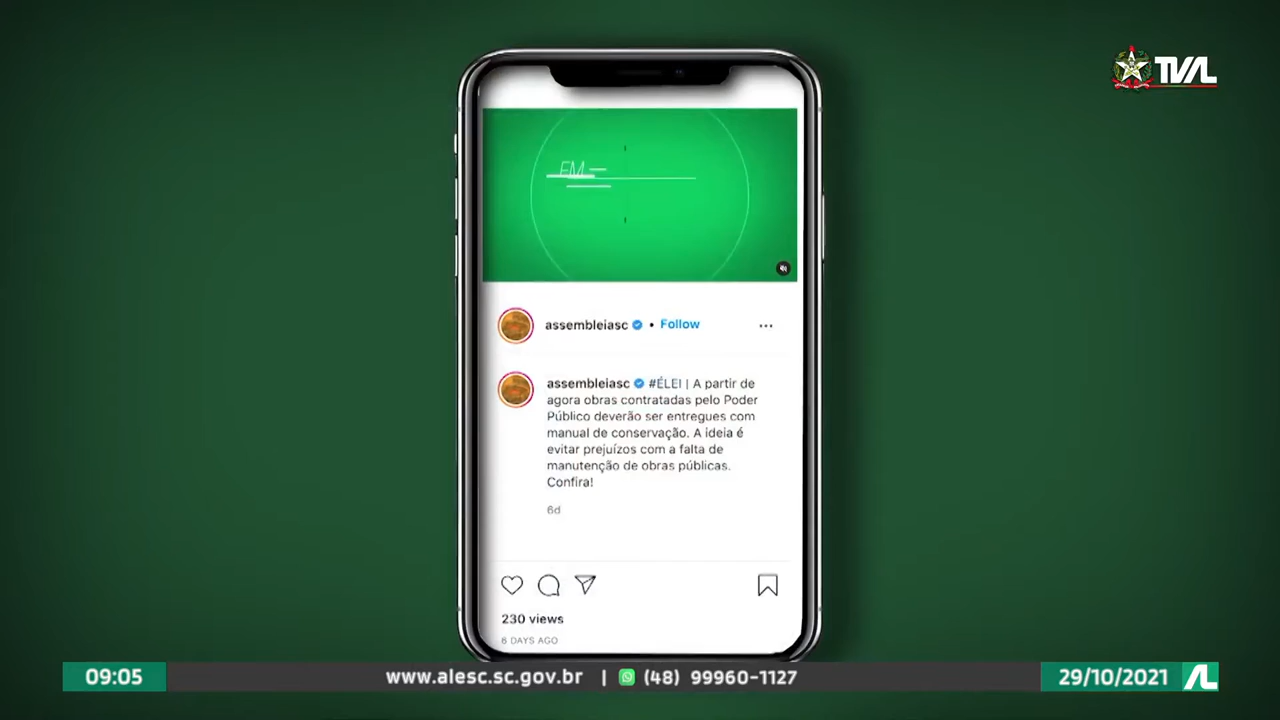 TVAL
EM
assembleiasc • Follow
assembleiasc #ÉLEI | A partir de
agora obras contratadas pelo Poder
Público deverão ser entregues com
manual de conservação. A ideia é
evitar prejuízos com a falta de
manutenção de obras públicas.
Confira!
6d
230 views
6 DAYS AGO
09:05
www.alesc.sc.gov.br | (48) 99960-1127
29/10/2021